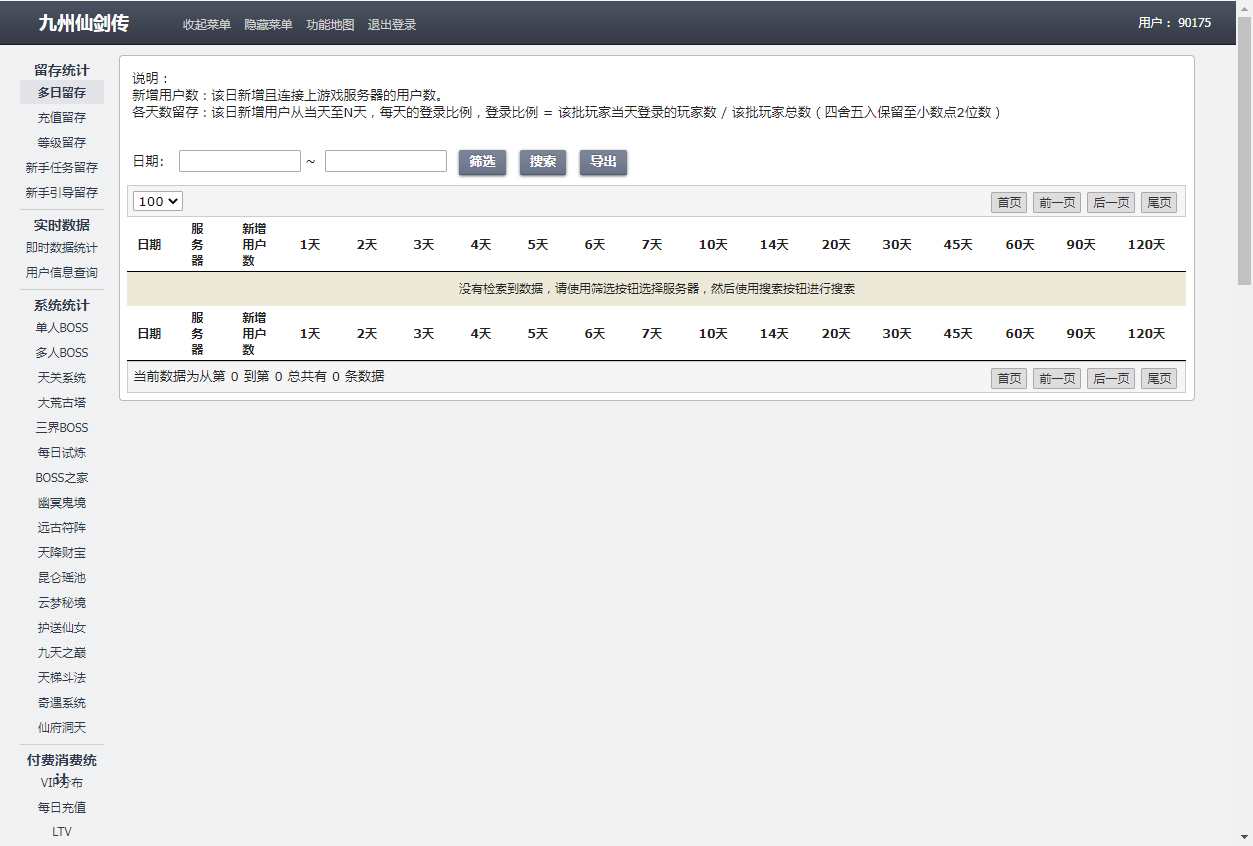 九州仙剑传 收起菜单 隐藏菜单 功能地图 退出登录 用户： 90175
留存统计
多日留存
充值留存
等级留存
新手任务留存
新手引导留存
实时数据
即时数据统计
用户信息查询
系统统计
单人BOSS
多人BOSS
天关系统
大荒古塔
三界BOSS
每日试炼
BOSS之家
幽冥鬼境
远古符阵
天降财宝
昆仑瑶池
云梦秘境
护送仙女
九天之巅
天梯斗法
奇遇系统
仙府洞天
付费消费统计
VIP分布
每日充值
LTV
说明：
新增用户数：该日新增且连接上游戏服务器的用户数。
各天数留存：该日新增用户从当天至N天，每天的登录比例，登录比例 = 该批玩家当天登录的玩家数 / 该批玩家总数（四舍五入保留至小数点2位数）
日期: ~ 筛选 搜索 导出
100 首页 前一页 后一页 尾页
日期 服务器 新增用户数 1天 2天 3天 4天 5天 6天 7天 10天 14天 20天 30天 45天 60天 90天 120天
没有检索到数据，请使用筛选按钮选择服务器，然后使用搜索按钮进行搜索
日期 服务器 新增用户数 1天 2天 3天 4天 5天 6天 7天 10天 14天 20天 30天 45天 60天 90天 120天
当前数据为从第 0 到第 0 总共有 0 条数据 首页 前一页 后一页 尾页